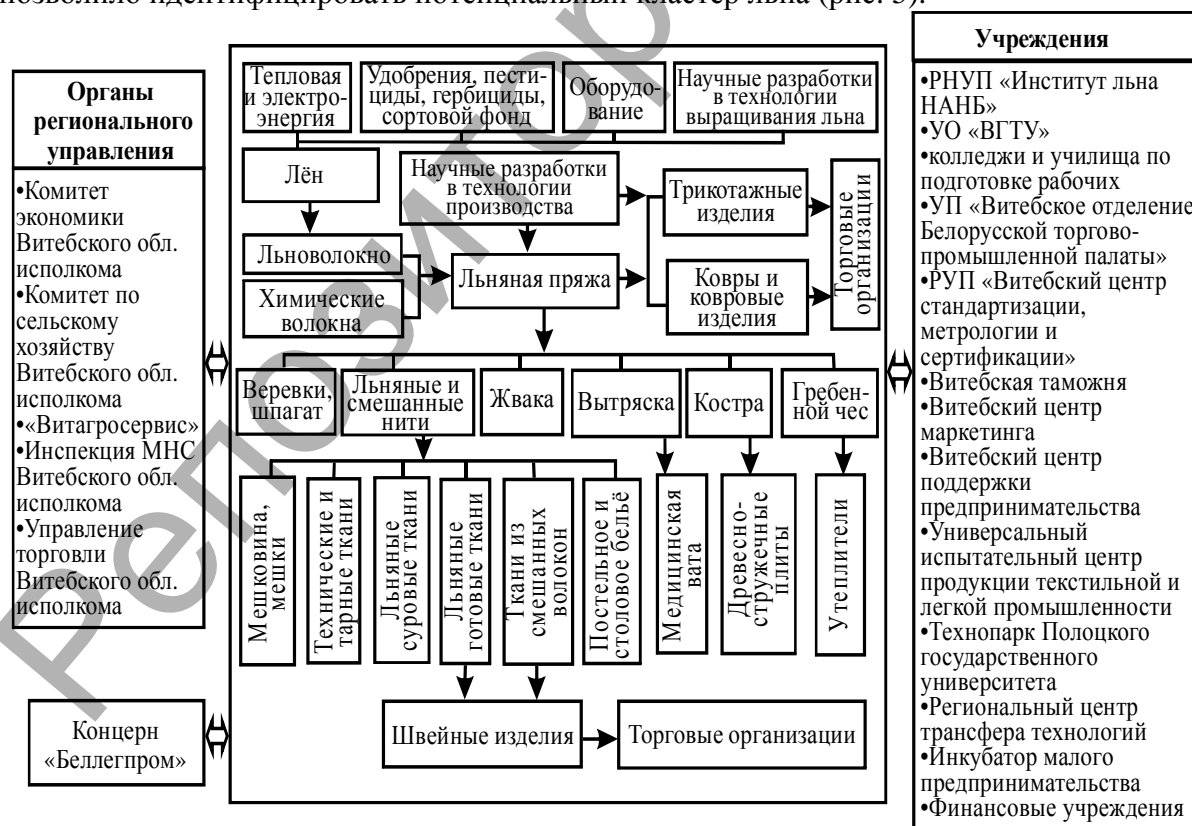 позволило идентифицировать потенциальный кластер льна (рис. 3).
Органы
регионального
управления
•Комитет
экономики
Витебского обл.
исполкома
•Комитет по
сельскому
хозяйству
Витебского обл.
исполкома
•«Витагросервис»
•Инспекция МНС
Витебского обл.
исполкома
•Управление
торговли
Витебского обл.
исполкома
Концерн
«Беллегпром»
Тепловая
и электро-
энергия
Удобрения, пести-
циды, гербициды,
сортовой фонд
Оборудо-
вание
Научные разработки
в технологии
выращивания льна
Лён
Научные разработки
в технологии
производства
Трикотажные
изделия
Торговые
организации
Льноволокно
Химические
волокна
Льняная пряжа
Ковры и
ковровые
изделия
Веревки,
шпагат
Льняные и
смешанные
нити
Жвака
Вытряска
Костра
Гребен-
ной чес
Мешковина,
мешки
Технические и
тарные ткани
Льняные
суровые ткани
Льняные
готовые ткани
Ткани из
смешанных
волокон
Постельное и
столовое бельё
Медицинская
вата
Древесно-
стружечные
плиты
Утеплители
Швейные изделия
Торговые организации
Учреждения
•РНУП «Институт льна
НАНБ»
•УО «ВГТУ»
•колледжи и училища по
подготовке рабочих
•УП «Витебское отделение
Белорусской торгово-
промышленной палаты»
•РУП «Витебский центр
стандартизации,
метрологии и
сертификации»
•Витебская таможня
•Витебский центр
маркетинга
•Витебский центр
поддержки
предпринимательства
•Универсальный
испытательный центр
продукции текстильной и
легкой промышленности
•Технопарк Полоцкого
государственного
университета
•Региональный центр
трансфера технологий
•Инкубатор малого
предпринимательства
•Финансовые учреждения
Репозитор